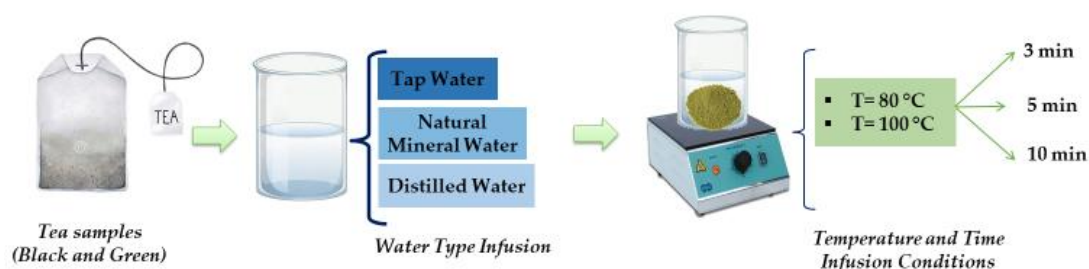 TEA
Tea samples
(Black and Green)
Tap Water
Natural
Mineral Water
Distilled Water
Water Type Infusion
▪ T= 80 °C
▪ T= 100 °C
3 min
5 min
10 min
Temperature and Time
Infusion Conditions